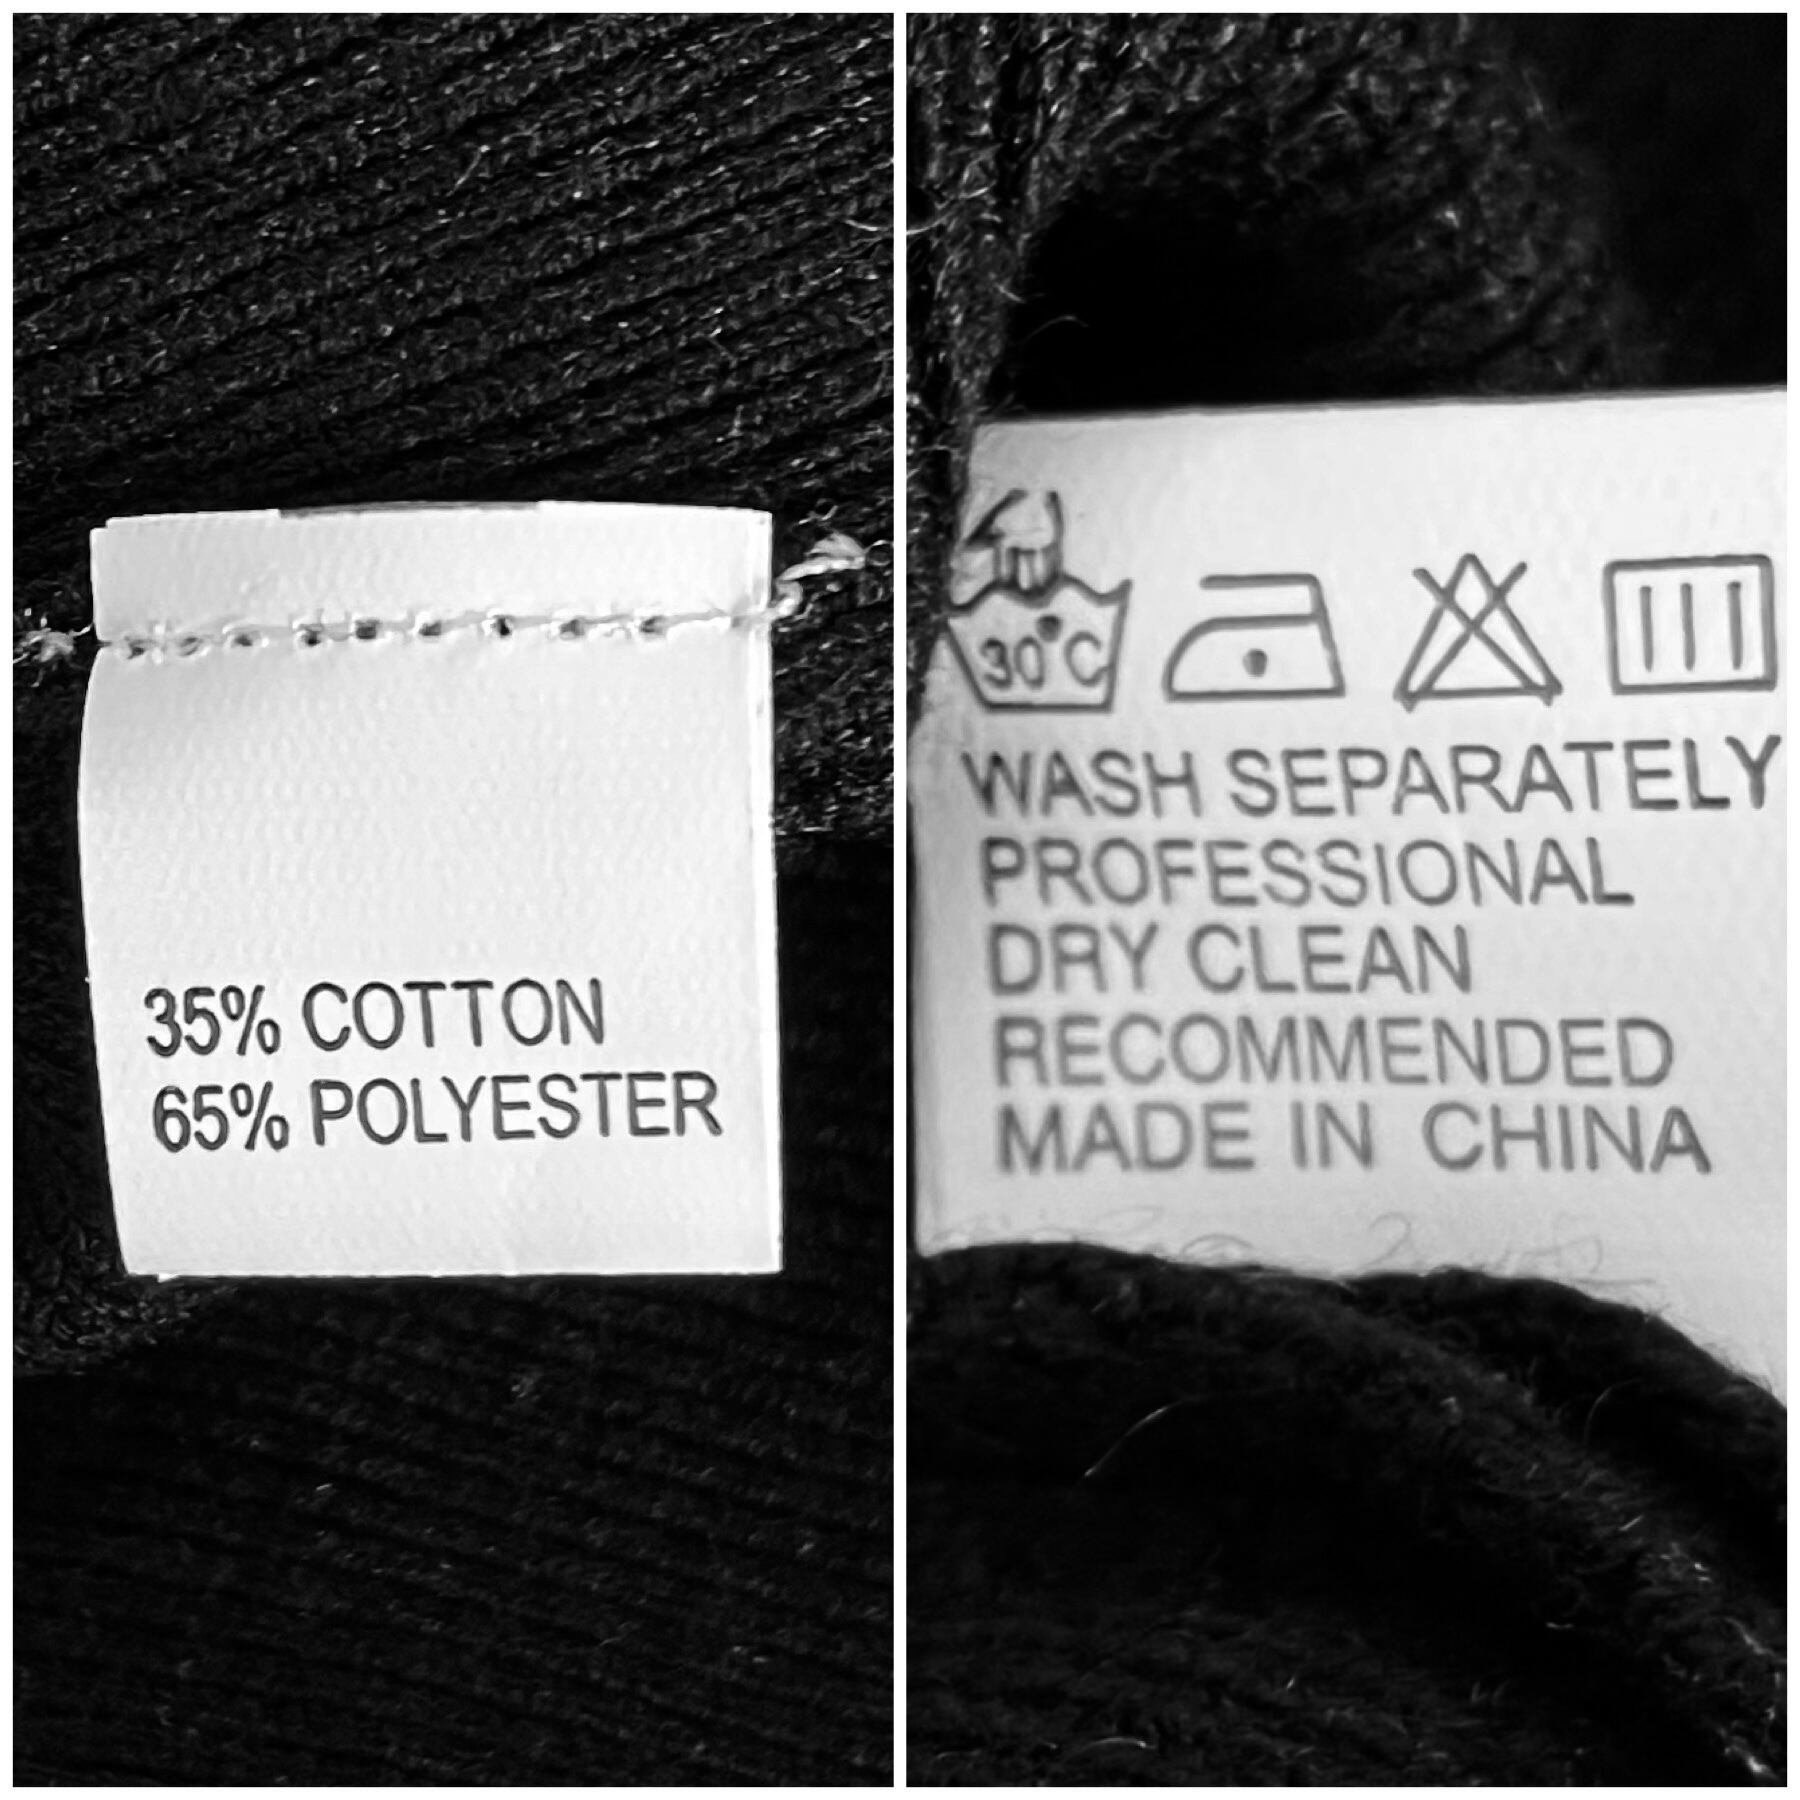 35% COTTON
65% POLYESTER
30°C
WASH SEPARATELY
PROFESSIONAL
DRY CLEAN
RECOMMENDED
MADE IN CHINA